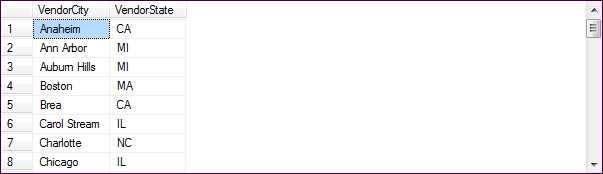 VendorCity VendorState
1 Anaheim CA
2 Ann Arbor MI
3 Auburn Hills MI
4 Boston MA
5 Brea CA
6 Carol Stream IL
7 Charlotte NC
8 Chicago IL